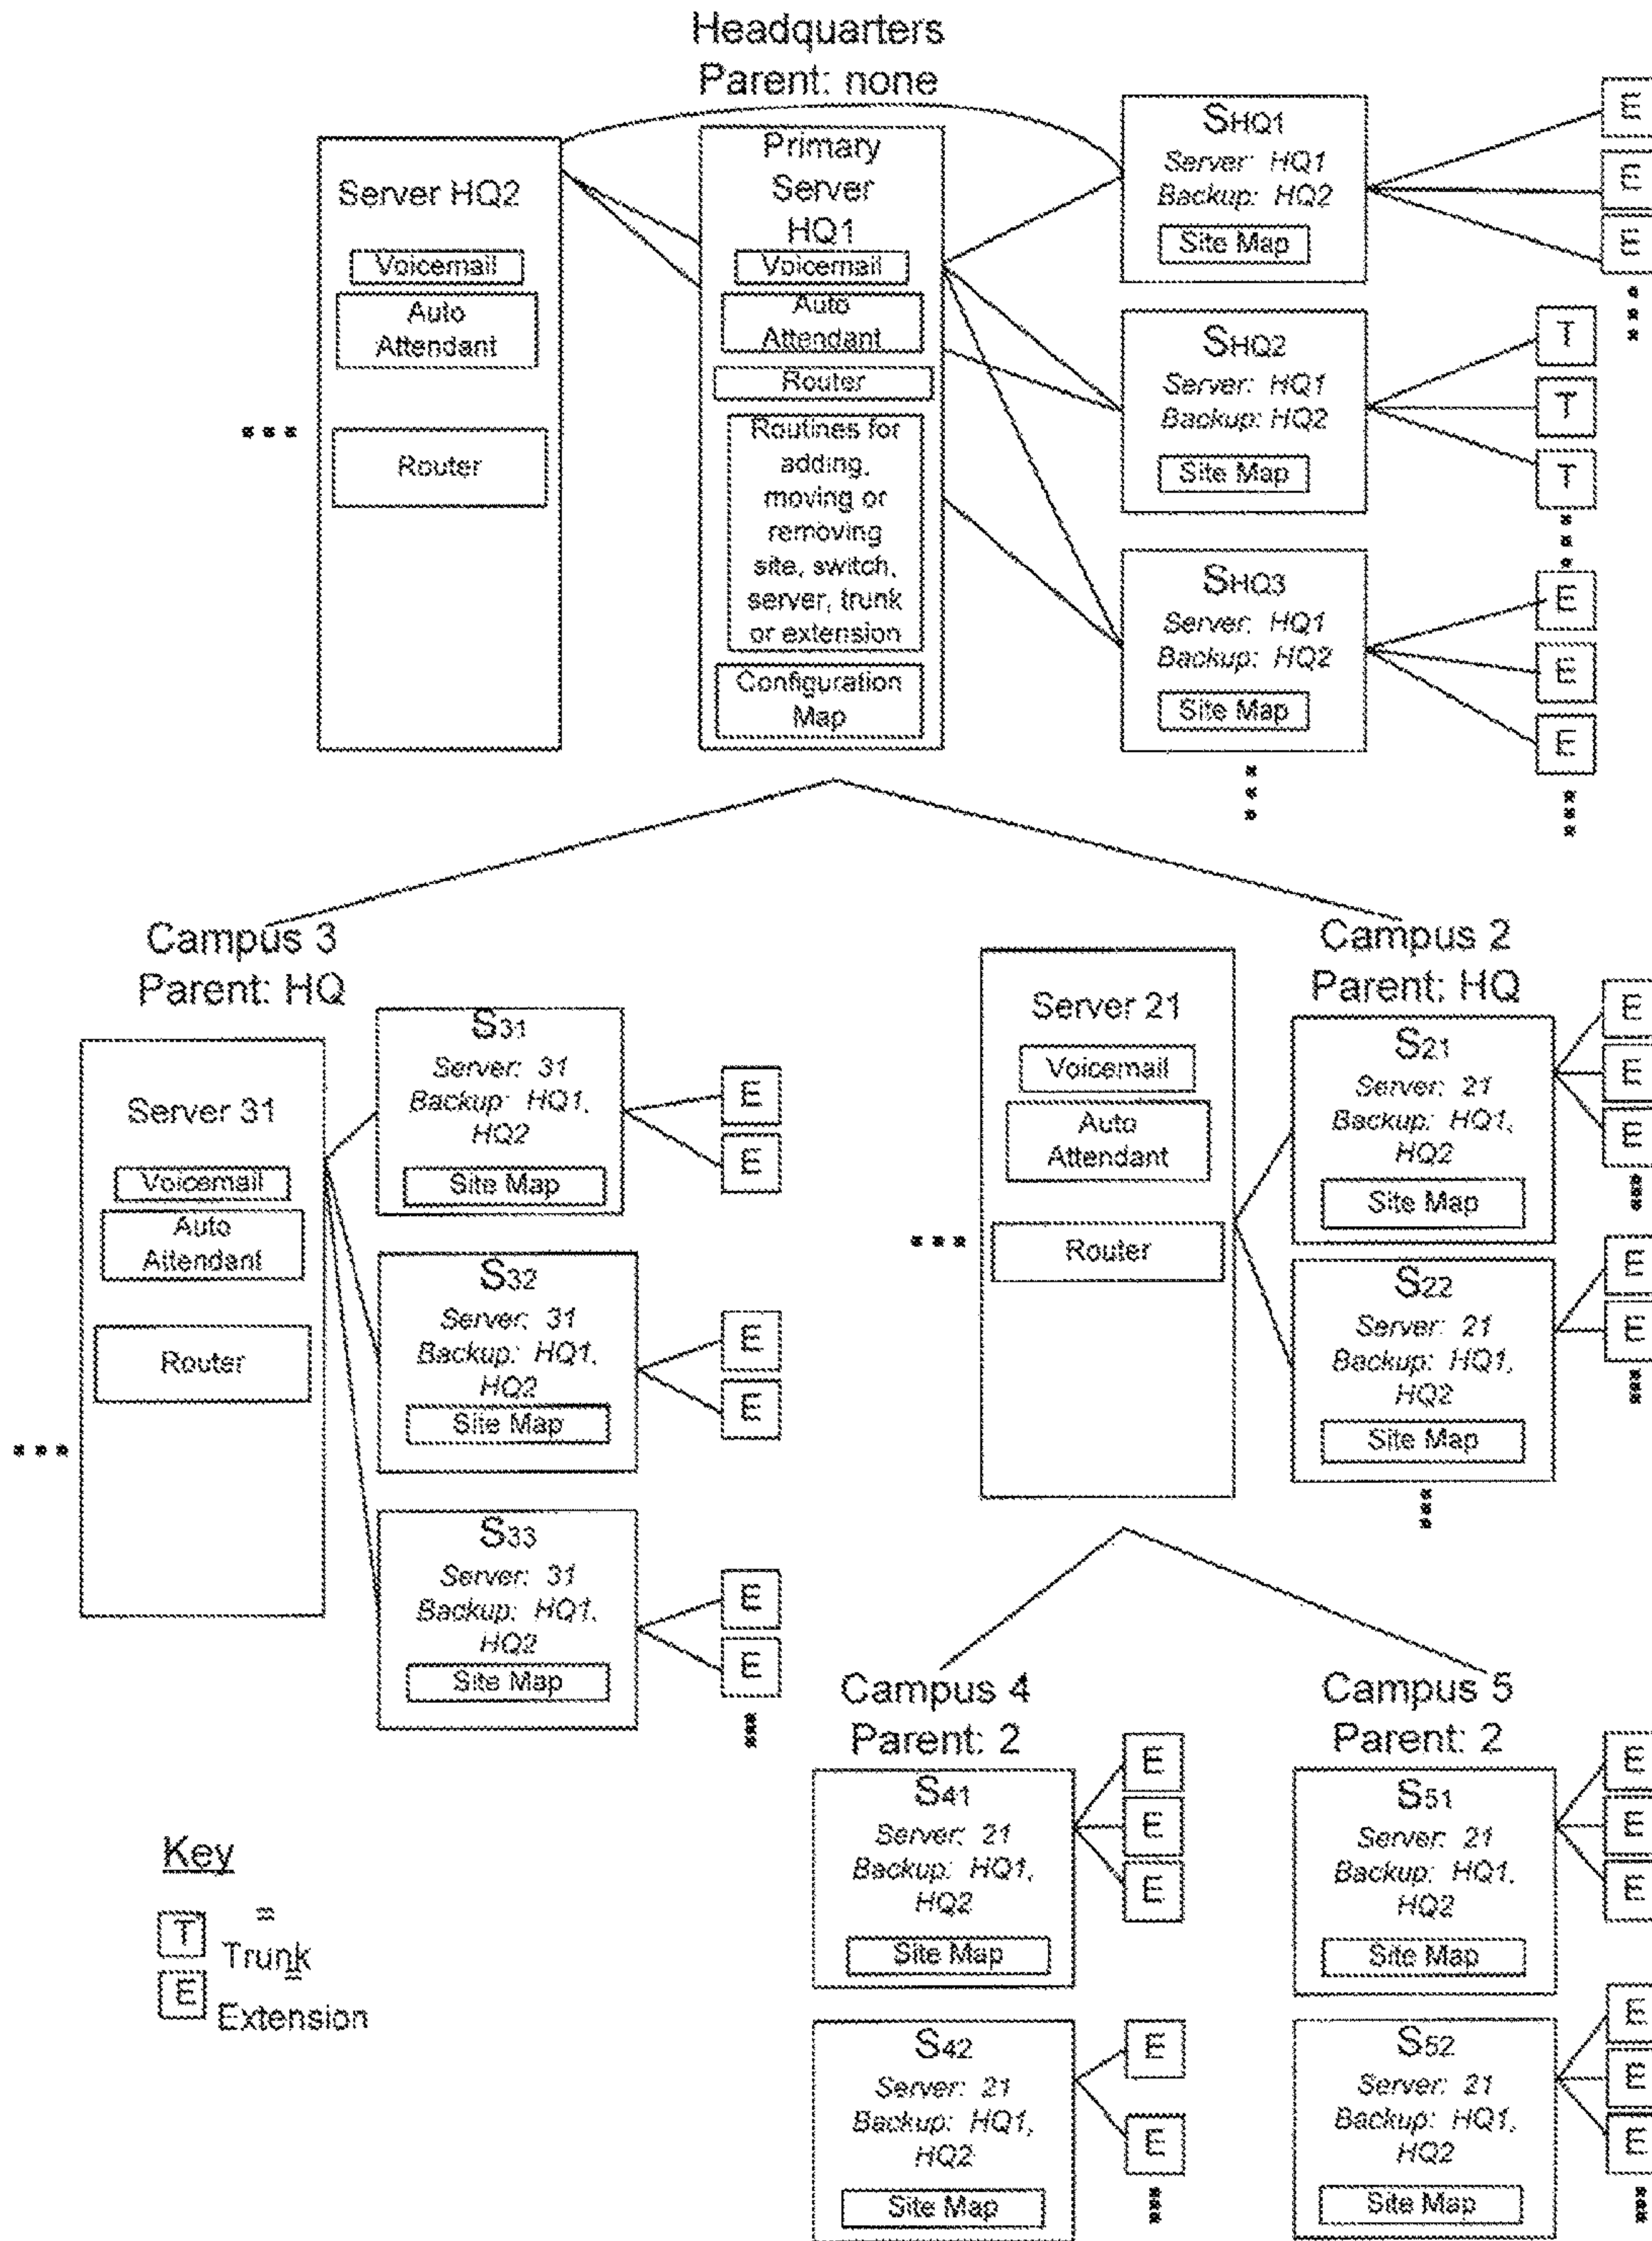 Headquarters
Parent: none
Server HQ2
Voicemail
Auto
Attendant
Router
Primary
Server
HQ1
Voicemail
Auto
Attendant
Router
Routines for
adding,
moving or
removing
site, switch,
server, trunk
or extension
Configuration
Map
SHQ1
Server: HQ1
Backup: HQ2
Site Map
E
E
E
SHQ2
Server: HQ1
Backup: HQ2
Site Map
T
T
T
SHQ3
Server: HQ1
Backup: HQ2
Site Map
E
E
E
Campus 3
Parent: HQ
Server 31
Voicemail
Auto
Attendant
Router
S31
Server: 31
Backup: HQ1,
HQ2
Site Map
E
E
S32
Server: 31
Backup: HQ1,
HQ2
Site Map
E
E
S33
Server: 31
Backup: HQ1,
HQ2
Site Map
E
E
Campus 2
Parent: HQ
Server 21
Voicemail
Auto
Attendant
Router
S21
Server: 21
Backup: HQ1,
HQ2
Site Map
E
E
E
S22
Server: 21
Backup: HQ1,
HQ2
Site Map
E
E
Campus 4
Parent: 2
S41
Server: 21
Backup: HQ1,
HQ2
Site Map
E
E
E
S42
Server: 21
Backup: HQ1,
HQ2
Site Map
E
E
Campus 5
Parent: 2
S51
Server: 21
Backup: HQ1,
HQ2
Site Map
E
E
E
S52
Server: 21
Backup: HQ1,
HQ2
Site Map
E
E
E
Key
T =
Trunk
E =
Extension